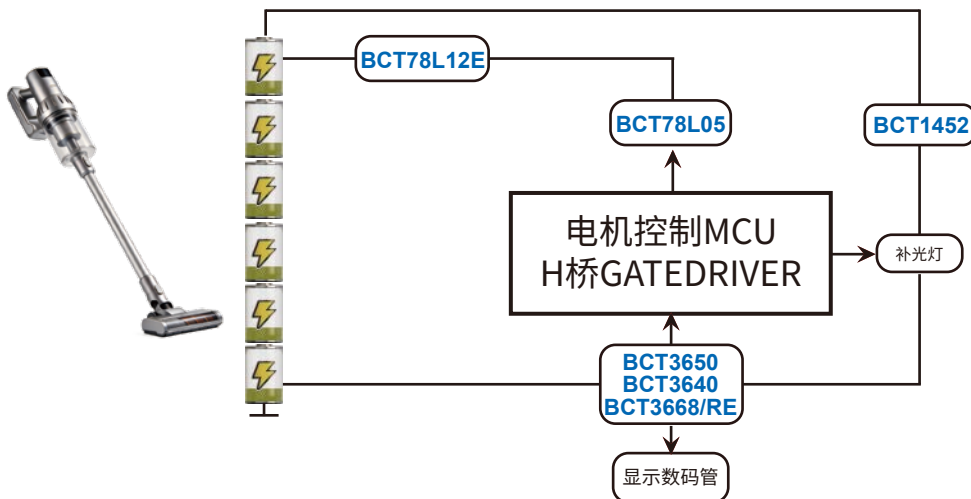 BCT78L12E
BCT78L05
BCT1452
电机控制MCU
H桥GATEDRIVER
补光灯
BCT3650
BCT3640
BCT3668/RE
显示数码管